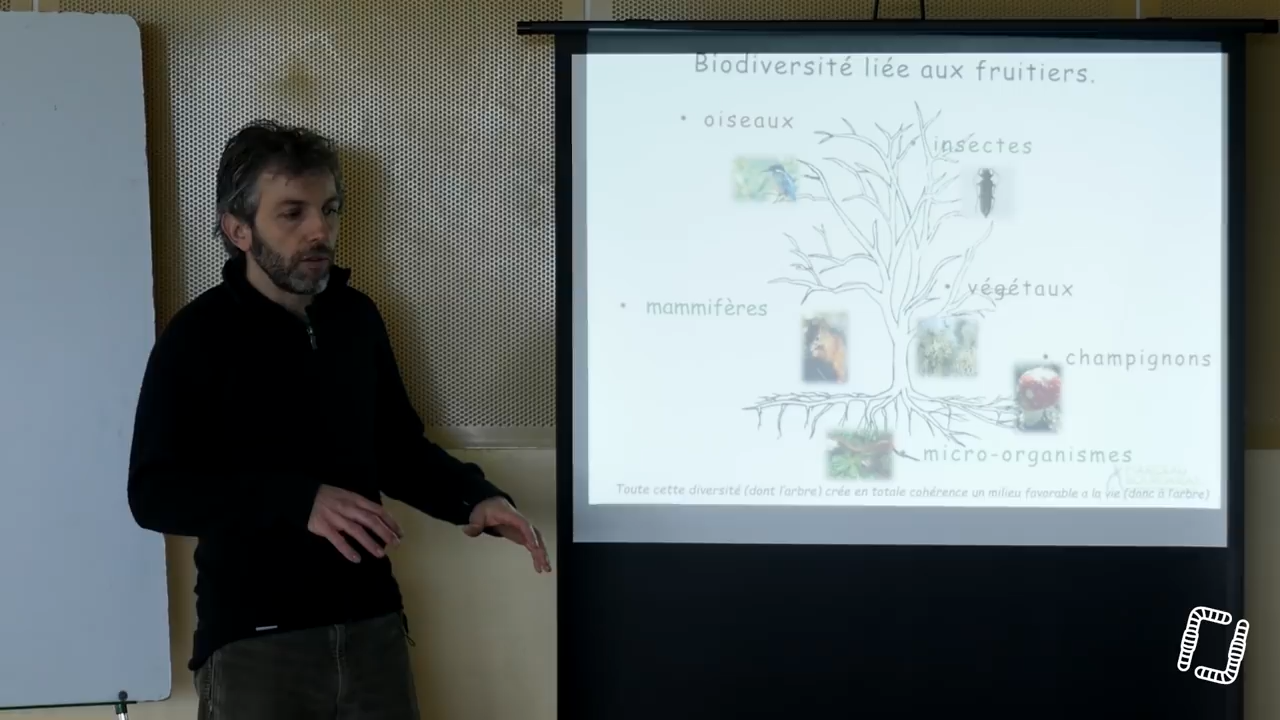 Biodiversité liée aux fruitiers.
• oiseaux
• insectes
• végétaux
• mammifères
• champignons
• micro-organismes
Toute cette diversité (dont l'arbre) crée en totale cohérence un milieu favorable a la vie (donc à l'arbre)